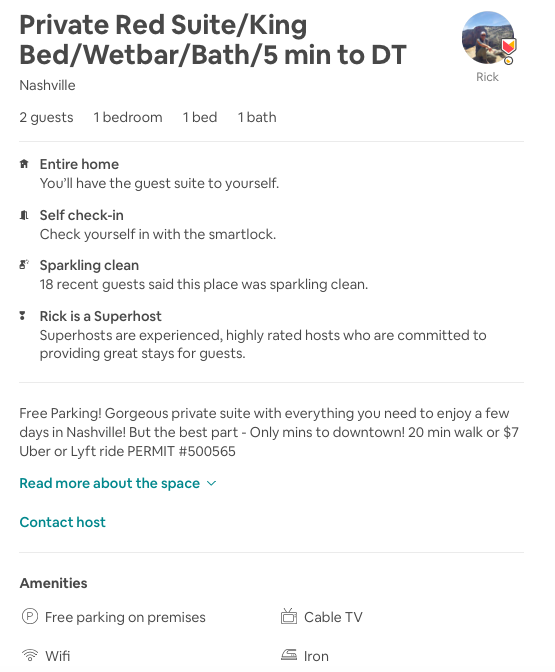 Private Red Suite/King
Bed/Wetbar/Bath/5 min to DT
Rick
Nashville
2 guests 1 bedroom 1 bed 1 bath
Entire home
You'll have the guest suite to yourself.
Self check-in
Check yourself in with the smartlock.
Sparkling clean
18 recent guests said this place was sparkling clean.
Rick is a Superhost
Superhosts are experienced, highly rated hosts who are committed to
providing great stays for guests.
Free Parking! Gorgeous private suite with everything you need to enjoy a few
days in Nashville! But the best part - Only mins to downtown! 20 min walk or $7
Uber or Lyft ride PERMIT #500565
Read more about the space
Contact host
Amenities
P Free parking on premises Cable TV
Wifi Iron